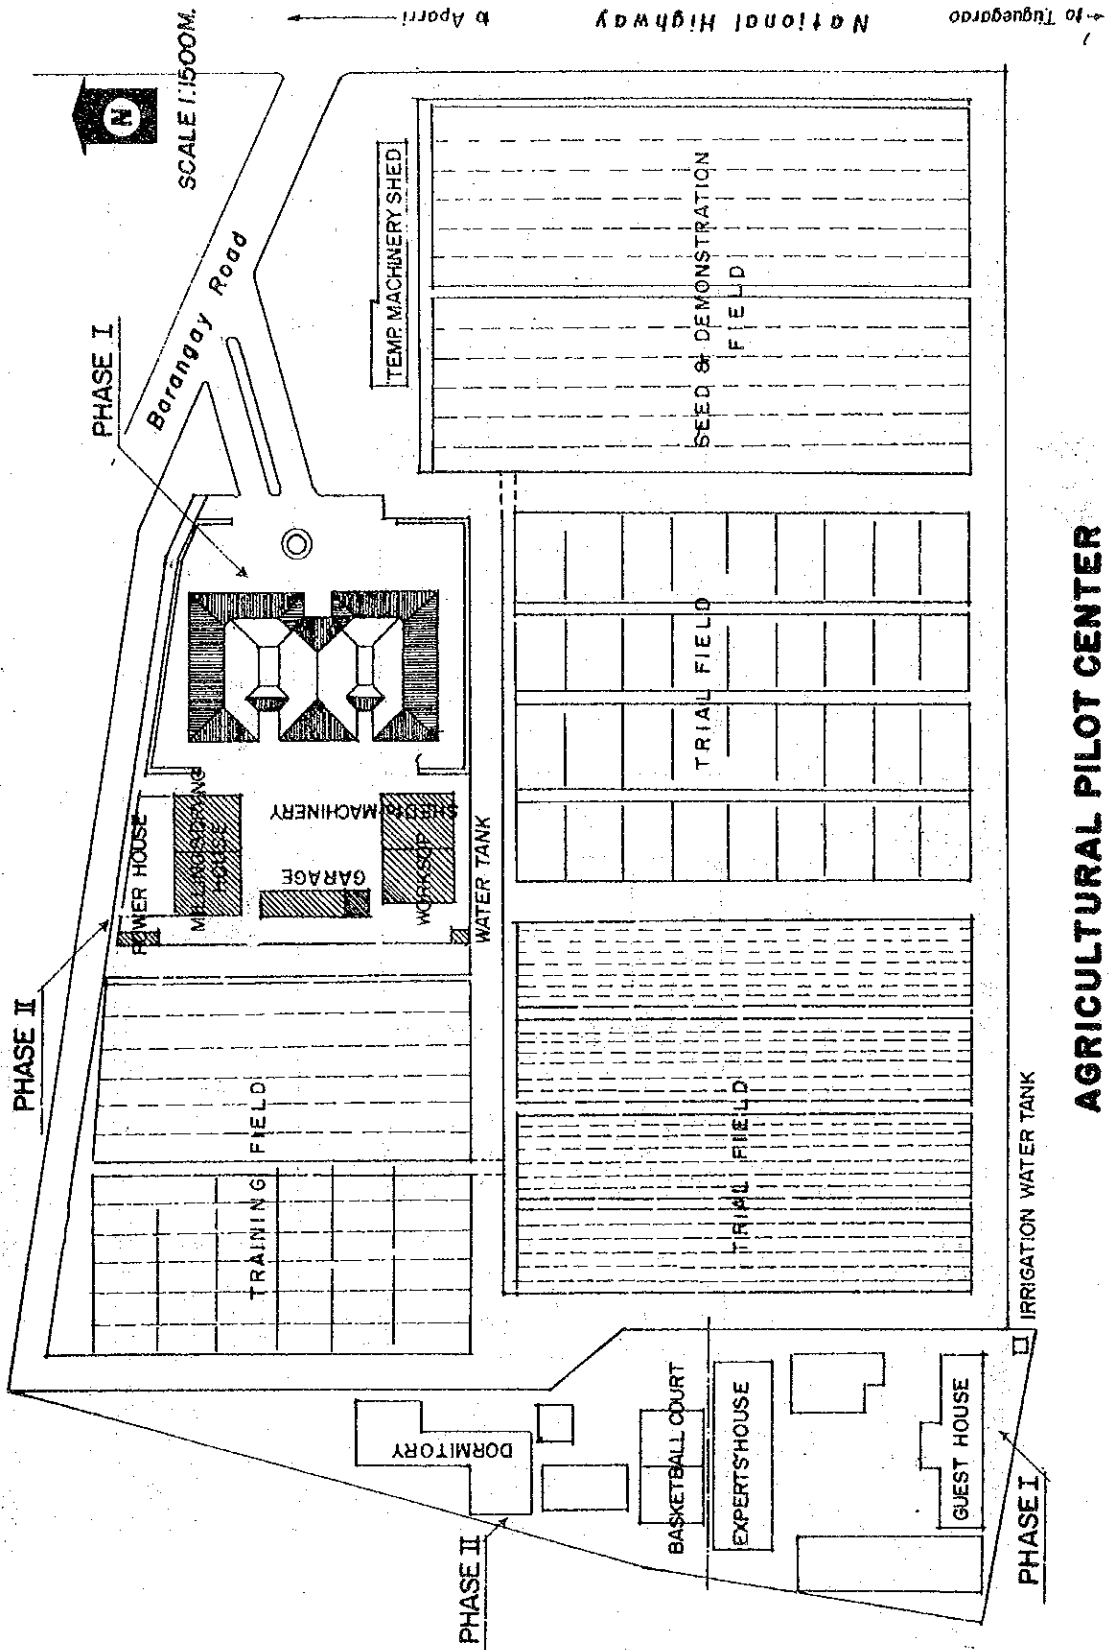 to Aparri
National Highway
to Tuguegarao
N
SCALE 1:1500M.
Barangay Road
PHASE I
TEMP. MACHINERY SHED
SEED & DEMONSTRATION
FIELD
TRIAL FIELD
POWER HOUSE
HOUSE
SHED for MACHINERY
GARAGE
WORKSOP
WATER TANK
PHASE II
TRAINING FIELD
TRIAL FIELD
IRRIGATION WATER TANK
DORMITORY
BASKETBALL COURT
EXPERTS'HOUSE
GUEST HOUSE
PHASE II
PHASE I
AGRICULTURAL PILOT CENTER